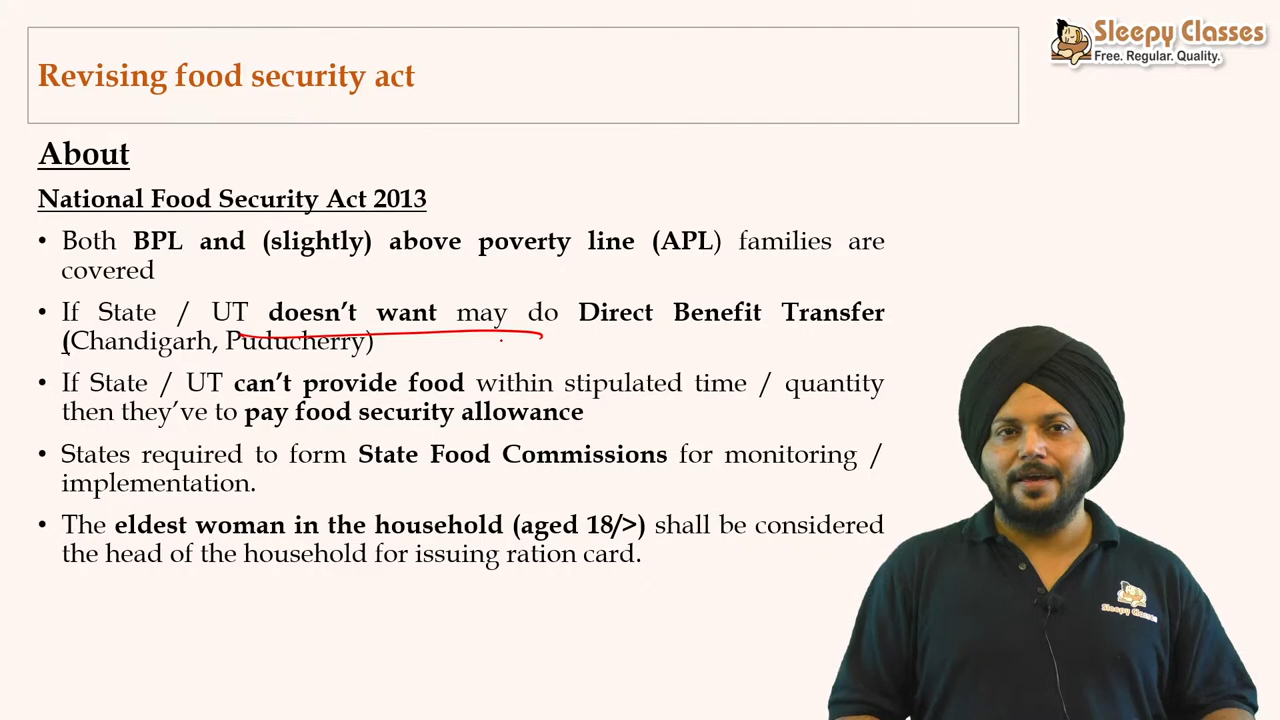 Sleepy Classes
Free. Regular. Quality.
Revising food security act
About
National Food Security Act 2013
• Both BPL and (slightly) above poverty line (APL) families are
covered
• If State / UT doesn't want may do Direct Benefit Transfer
(Chandigarh, Puducherry)
• If State / UT can't provide food within stipulated time / quantity
then they've to pay food security allowance
• States required to form State Food Commissions for monitoring /
implementation.
• The eldest woman in the household (aged 18/>) shall be considered
the head of the household for issuing ration card.
Sleepy Classes